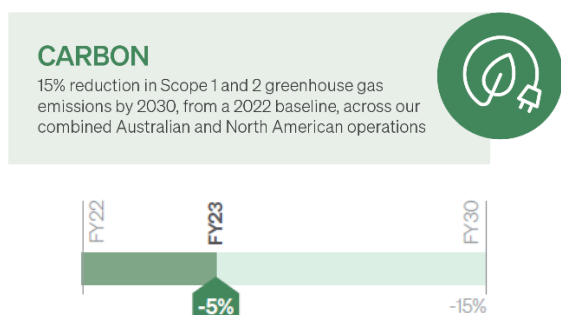 CARBON
15% reduction in Scope 1 and 2 greenhouse gas
emissions by 2030, from a 2022 baseline, across our
combined Australian and North American operations
FY22
FY23
FY30
-5%
-15%